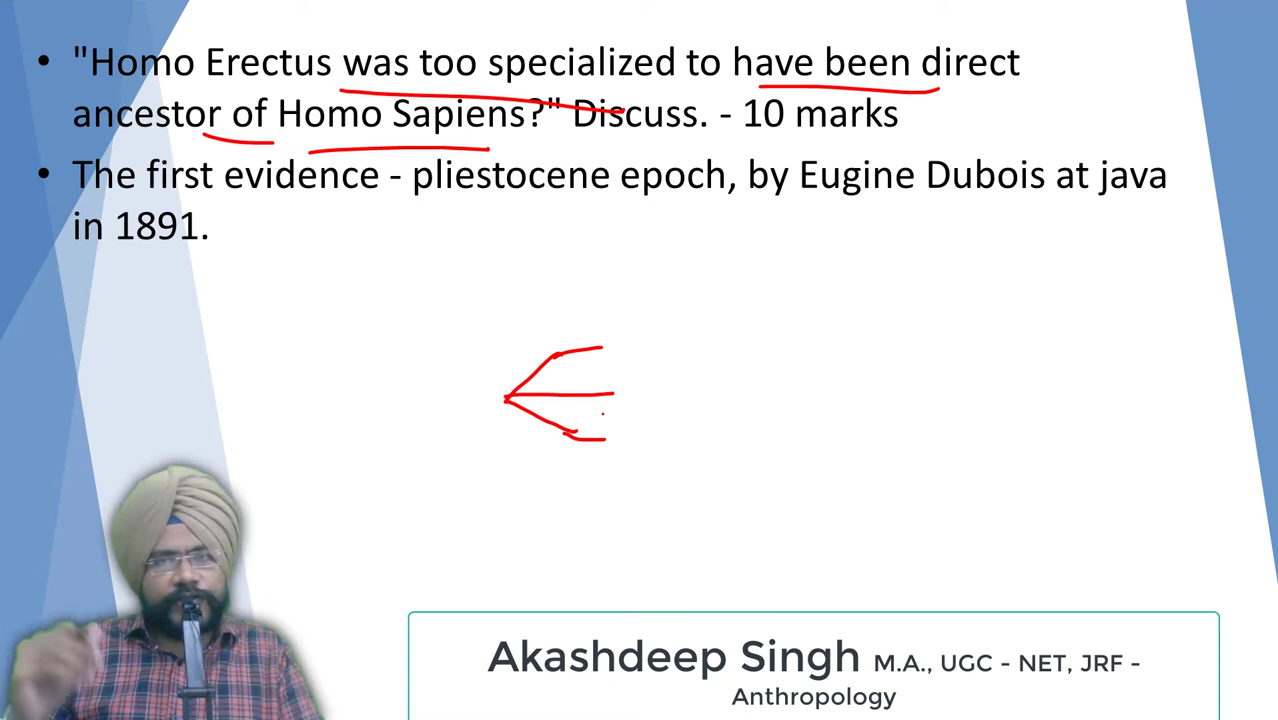 • "Homo Erectus was too specialized to have been direct
ancestor of Homo Sapiens?" Discuss. - 10 marks
• The first evidence - pliestocene epoch, by Eugine Dubois at java
in 1891.
Akashdeep Singh M.A., UGC - NET, JRF -
Anthropology